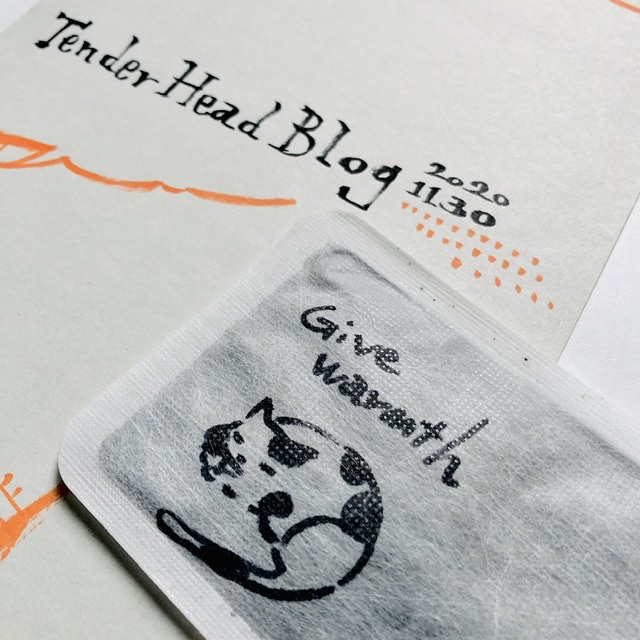 Tender Head Blog
2020
11.30
Give
warmth